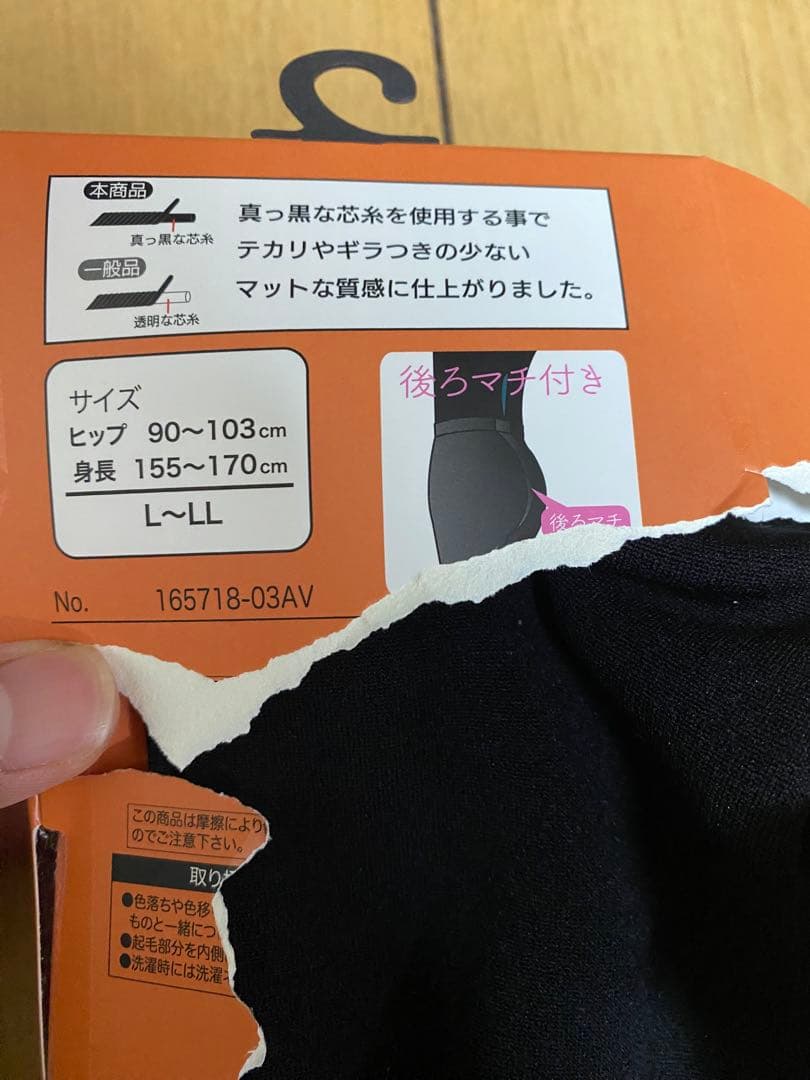 本商品
真っ黒な芯糸
一般品
透明な芯糸
真っ黒な芯糸を使用する事で
テカリやギラつきの少ない
マットな質感に仕上がりました。
サイズ
ヒップ 90〜103cm
身長 155〜170cm
L〜LL
後ろマチ付き
後ろマチ
No. 165718-03AV
この商品は摩擦により
のでご注意下さい。
取り
●色落ちや色移
ものと一緒につ
●起毛部分を内側
●洗濯時には洗濯